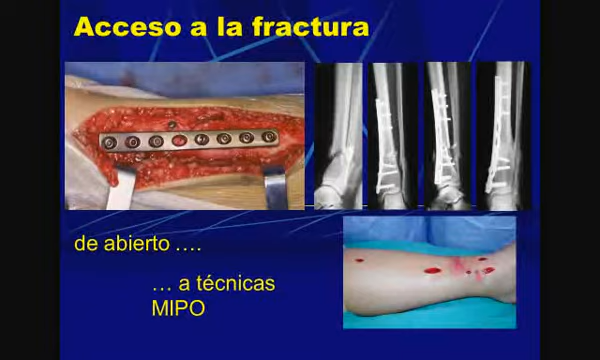 Acceso a la fractura
de abierto ....
... a técnicas
MIPO